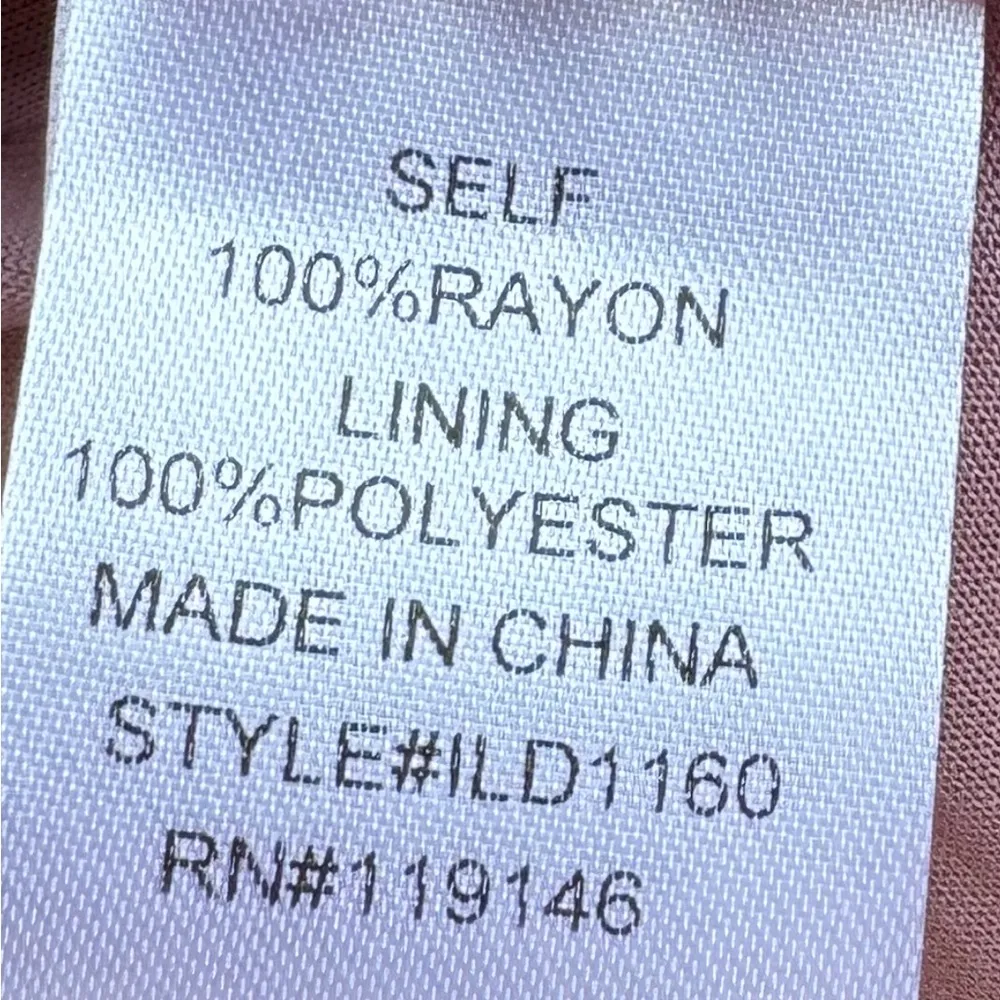 SELF
100%RAYON
LINING
100%POLYESTER
MADE IN CHINA
STYLE#ILD1160
RN#119146